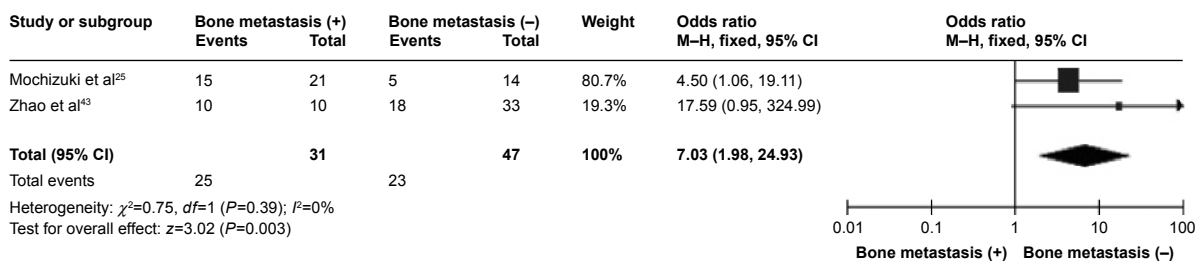 Study or subgroup Bone metastasis (+) Bone metastasis (–) Weight Odds ratio Odds ratio
Events Total Events Total M–H, fixed, 95% CI M–H, fixed, 95% CI
Mochizuki et al²⁵ 15 21 5 14 80.7% 4.50 (1.06, 19.11)
Zhao et al⁴³ 10 10 18 33 19.3% 17.59 (0.95, 324.99)
Total (95% CI) 31 47 100% 7.03 (1.98, 24.93)
Total events 25 23
Heterogeneity: χ²=0.75, df=1 (P=0.39); I²=0%
Test for overall effect: z=3.02 (P=0.003)
0.01 0.1 1 10 100
Bone metastasis (+) Bone metastasis (–)